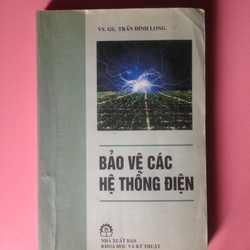 VS. GS. TRẦN ĐÌNH LONG
BẢO VỆ CÁC
HỆ THỐNG ĐIỆN
NHÀ XUẤT BẢN
KHOA HỌC VÀ KỸ THUẬT